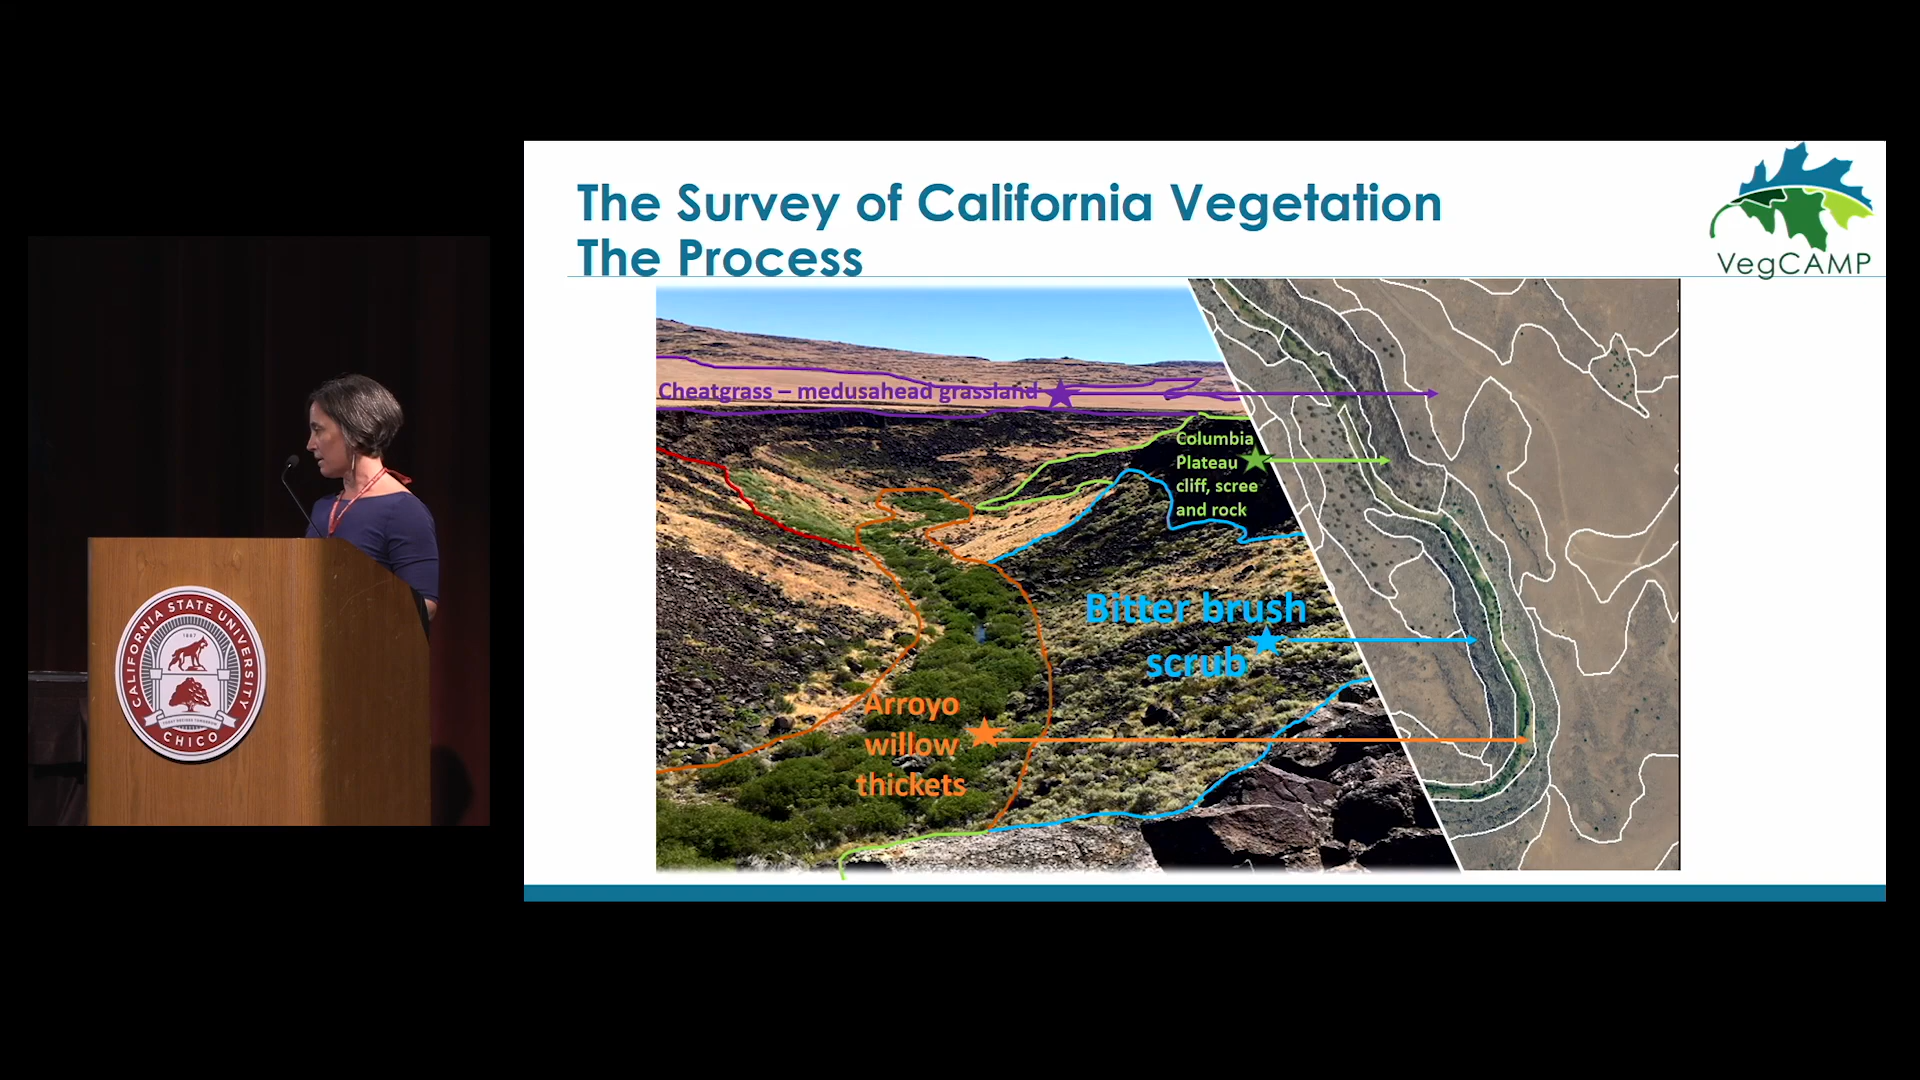 The Survey of California Vegetation
The Process
VegCAMP
Cheatgrass – medusahead grassland
Columbia
Plateau
cliff, scree
and rock
Bitter brush
scrub
Arroyo
willow
thickets
CALIFORNIA STATE UNIVERSITY
1887
CHICO